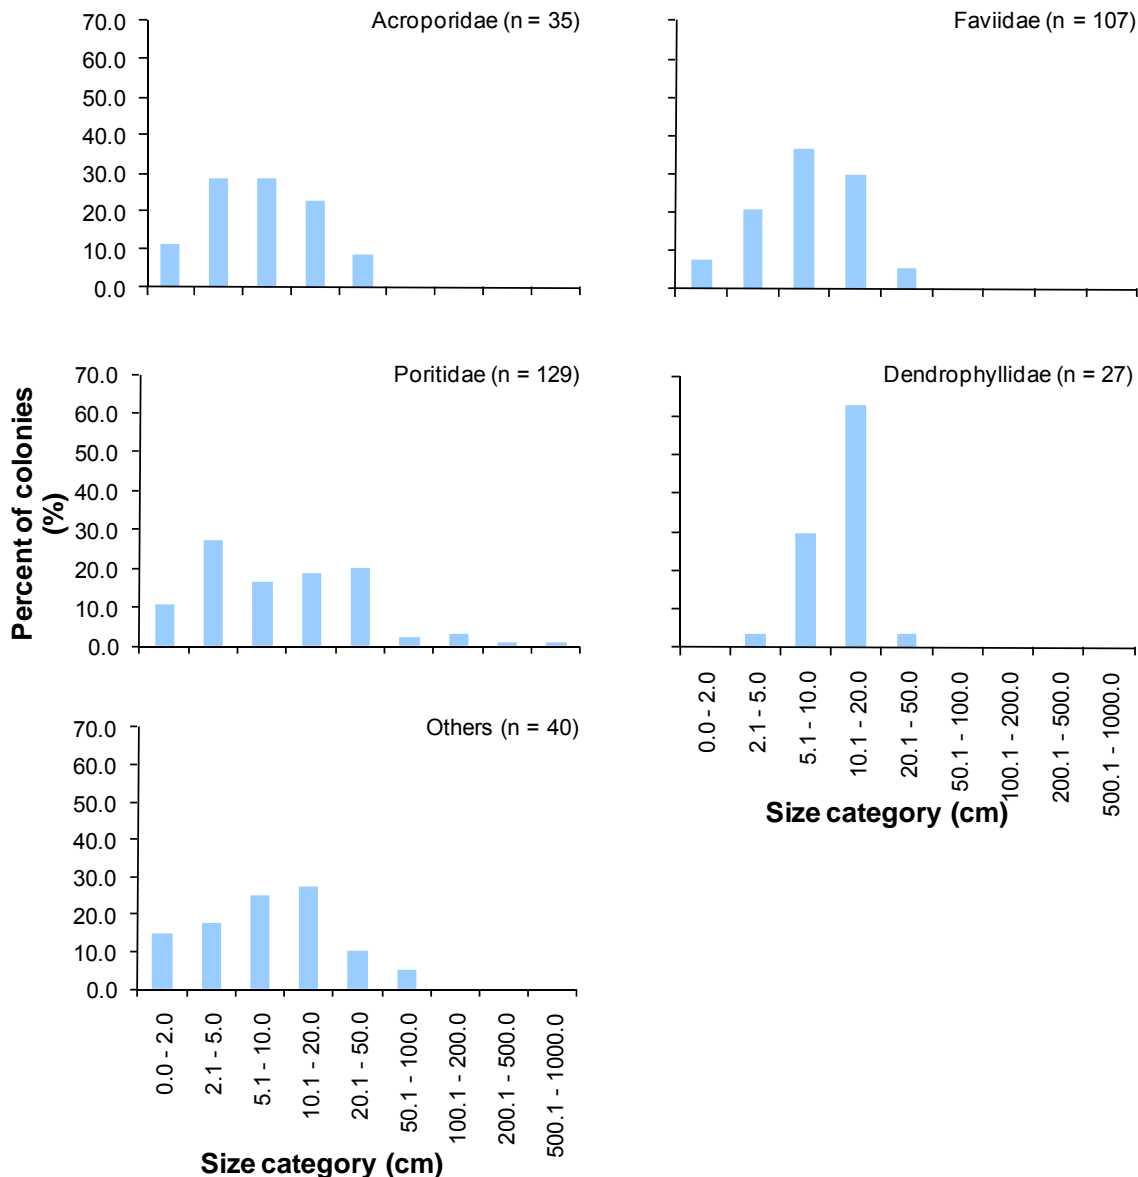 Acroporidae (n = 35)
70.0
60.0
50.0
40.0
30.0
20.0
10.0
0.0
Faviidae (n = 107)
Percent of colonies
(%)
Poritidae (n = 129)
70.0
60.0
50.0
40.0
30.0
20.0
10.0
0.0
Dendrophyllidae (n = 27)
0.0 - 2.0
2.1 - 5.0
5.1 - 10.0
10.1 - 20.0
20.1 - 50.0
50.1 - 100.0
100.1 - 200.0
200.1 - 500.0
500.1 - 1000.0
Size category (cm)
Others (n = 40)
70.0
60.0
50.0
40.0
30.0
20.0
10.0
0.0
0.0 - 2.0
2.1 - 5.0
5.1 - 10.0
10.1 - 20.0
20.1 - 50.0
50.1 - 100.0
100.1 - 200.0
200.1 - 500.0
500.1 - 1000.0
Size category (cm)